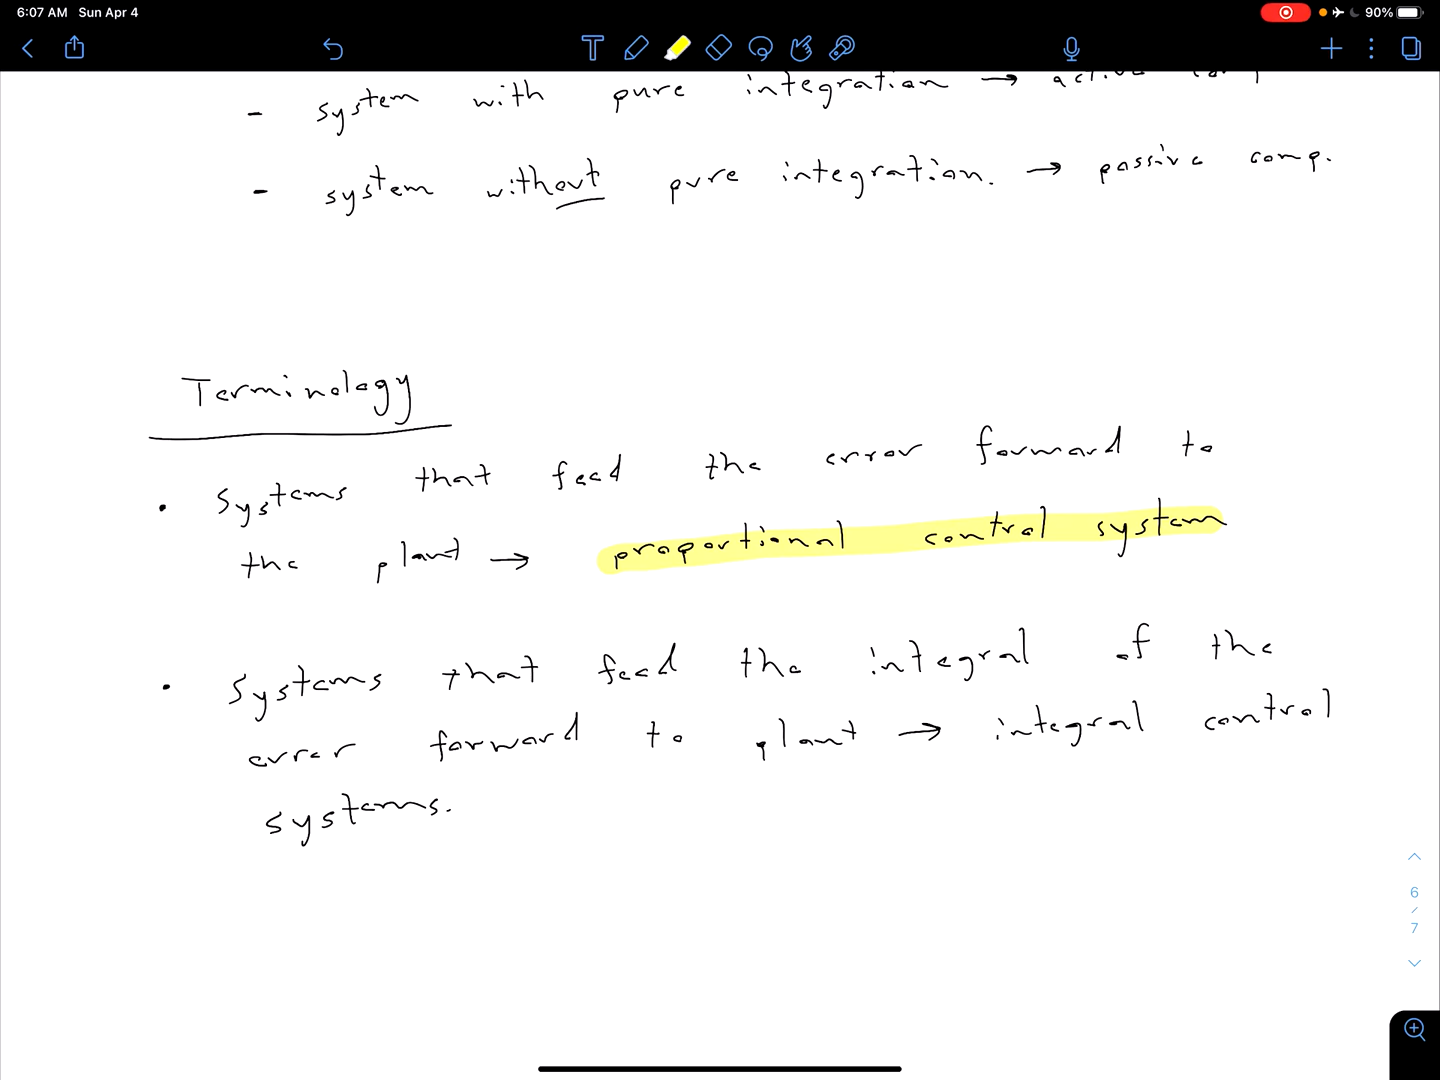 6:07 AM Sun Apr 4
90%
- system with pure integration →
- system without pure integration. → passive comp.
Terminology
• Systems that feed the error forward to
the plant → proportional control system
• Systems that feed the integral of the
error forward to plant → integral control
systems.
6
/
7